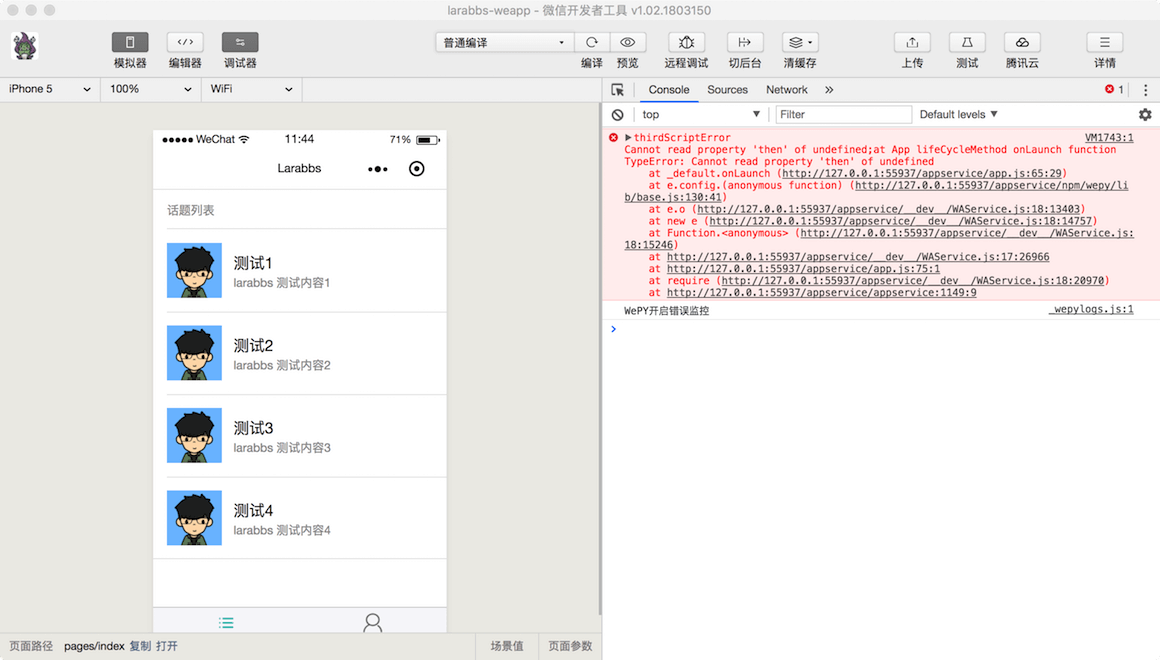 larabbs-weapp - 微信开发者工具 v1.02.1803150
模拟器 编辑器 调试器 普通编译 编译 预览 远程调试 切后台 清缓存 上传 测试 腾讯云 详情
iPhone 5 100% WiFi
Console Sources Network » 1
top Filter Default levels
WeChat 11:44 71%
Larabbs
话题列表
测试1
larabbs 测试内容1
测试2
larabbs 测试内容2
测试3
larabbs 测试内容3
测试4
larabbs 测试内容4
页面路径 pages/index 复制 打开 场景值 页面参数
thirdScriptError VM1743:1
Cannot read property 'then' of undefined;at App lifeCycleMethod onLaunch function
TypeError: Cannot read property 'then' of undefined
at _default.onLaunch (http://127.0.0.1:55937/appservice/app.js:65:29)
at e.config.(anonymous function) (http://127.0.0.1:55937/appservice/npm/wepy/li
b/base.js:130:41)
at e.o (http://127.0.0.1:55937/appservice/__dev__/WAService.js:18:13403)
at new e (http://127.0.0.1:55937/appservice/__dev__/WAService.js:18:14757)
at Function.<anonymous> (http://127.0.0.1:55937/appservice/__dev__/WAService.js:
18:15246)
at http://127.0.0.1:55937/appservice/__dev__/WAService.js:17:26966
at http://127.0.0.1:55937/appservice/app.js:75:1
at require (http://127.0.0.1:55937/appservice/__dev__/WAService.js:18:20970)
at http://127.0.0.1:55937/appservice/appservice:1149:9
WePY开启错误监控 _wepylogs.js:1